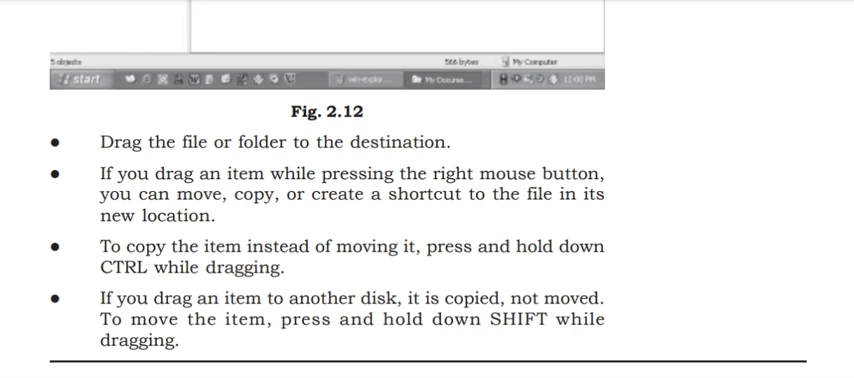 5 objects
566 bytes
My Computer
start
My Docume...
12:00 PM
Fig. 2.12
● Drag the file or folder to the destination.
● If you drag an item while pressing the right mouse button,
you can move, copy, or create a shortcut to the file in its
new location.
● To copy the item instead of moving it, press and hold down
CTRL while dragging.
● If you drag an item to another disk, it is copied, not moved.
To move the item, press and hold down SHIFT while
dragging.